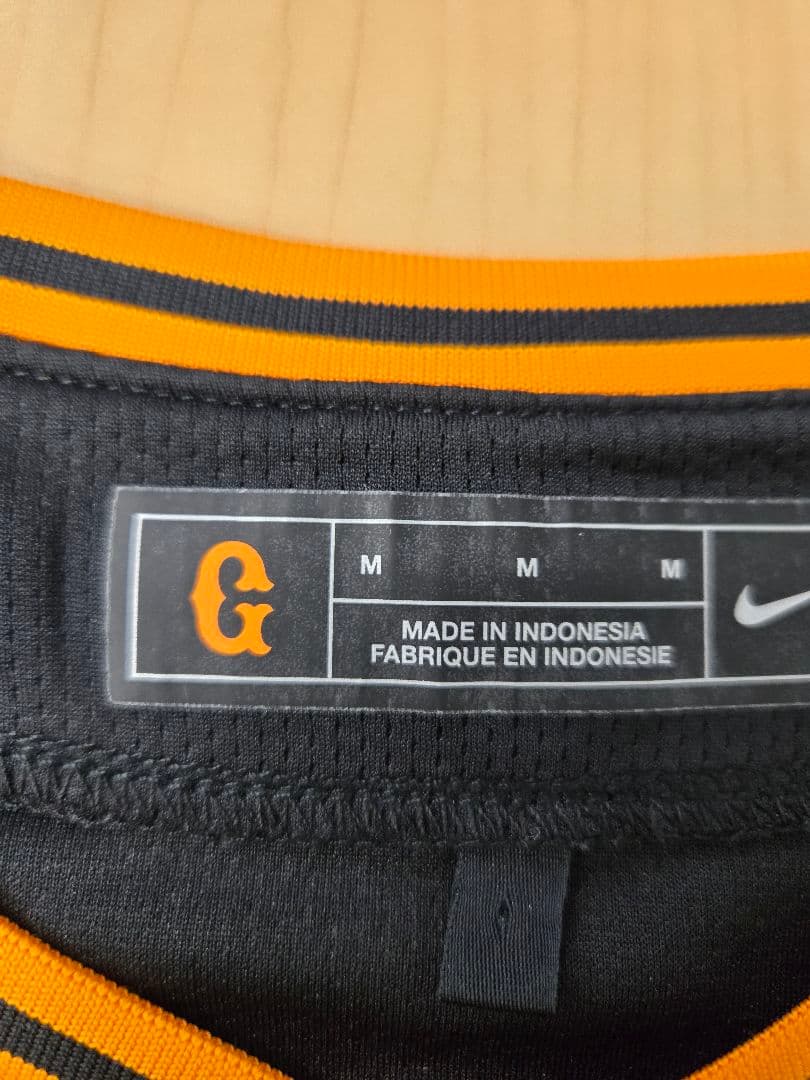 G
M M M
MADE IN INDONESIA
FABRIQUE EN INDONESIE